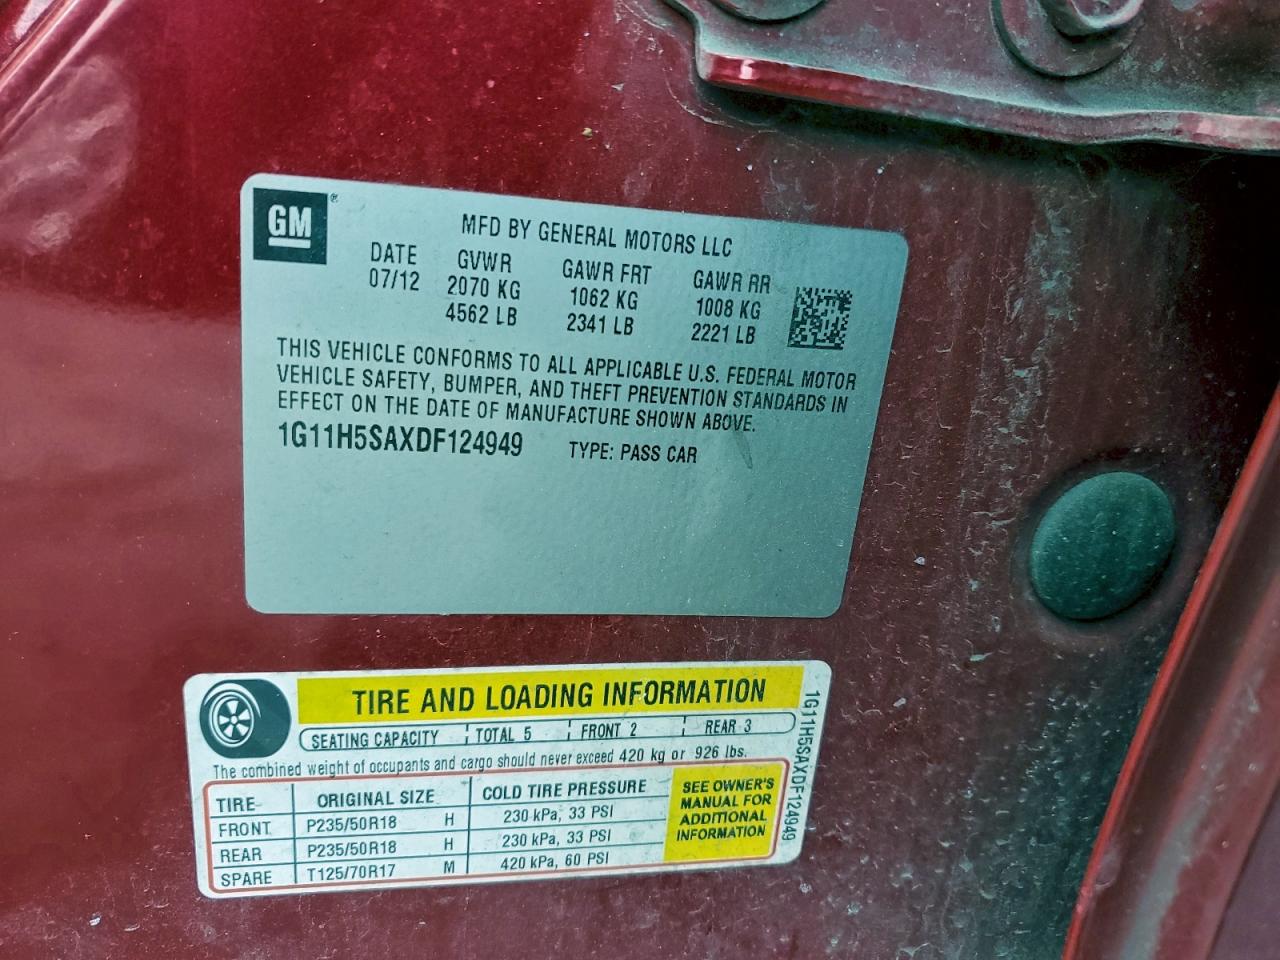 GM®
MFD BY GENERAL MOTORS LLC
DATE GVWR GAWR FRT GAWR RR
07/12 2070 KG 1062 KG 1008 KG
4562 LB 2341 LB 2221 LB
THIS VEHICLE CONFORMS TO ALL APPLICABLE U.S. FEDERAL MOTOR
VEHICLE SAFETY, BUMPER, AND THEFT PREVENTION STANDARDS IN
EFFECT ON THE DATE OF MANUFACTURE SHOWN ABOVE.
1G11H5SAXDF124949 TYPE: PASS CAR
TIRE AND LOADING INFORMATION
SEATING CAPACITY TOTAL 5 FRONT 2 REAR 3
The combined weight of occupants and cargo should never exceed 420 kg or 926 lbs.
TIRE ORIGINAL SIZE COLD TIRE PRESSURE
FRONT P235/50R18 H 230 kPa, 33 PSI
REAR P235/50R18 H 230 kPa, 33 PSI
SPARE T125/70R17 M 420 kPa, 60 PSI
SEE OWNER'S
MANUAL FOR
ADDITIONAL
INFORMATION
1G11H5SAXDF124949